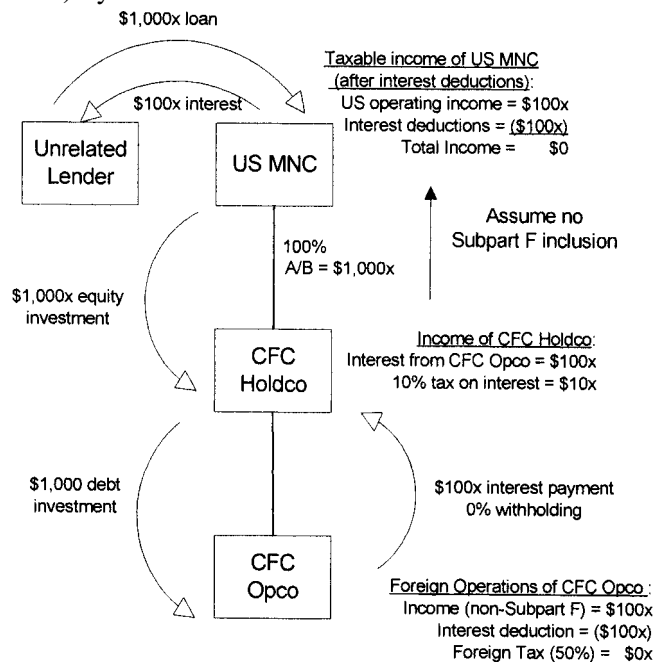 $1,000x loan
$100x interest
Unrelated
Lender
US MNC
Taxable income of US MNC
(after interest deductions):
US operating income = $100x
Interest deductions = ($100x)
Total Income = $0
Assume no
Subpart F inclusion
100%
A/B = $1,000x
$1,000x equity
investment
CFC
Holdco
Income of CFC Holdco:
Interest from CFC Opco = $100x
10% tax on interest = $10x
$1,000 debt
investment
$100x interest payment
0% withholding
CFC
Opco
Foreign Operations of CFC Opco :
Income (non-Subpart F) = $100x
Interest deduction = ($100x)
Foreign Tax (50%) = $0x